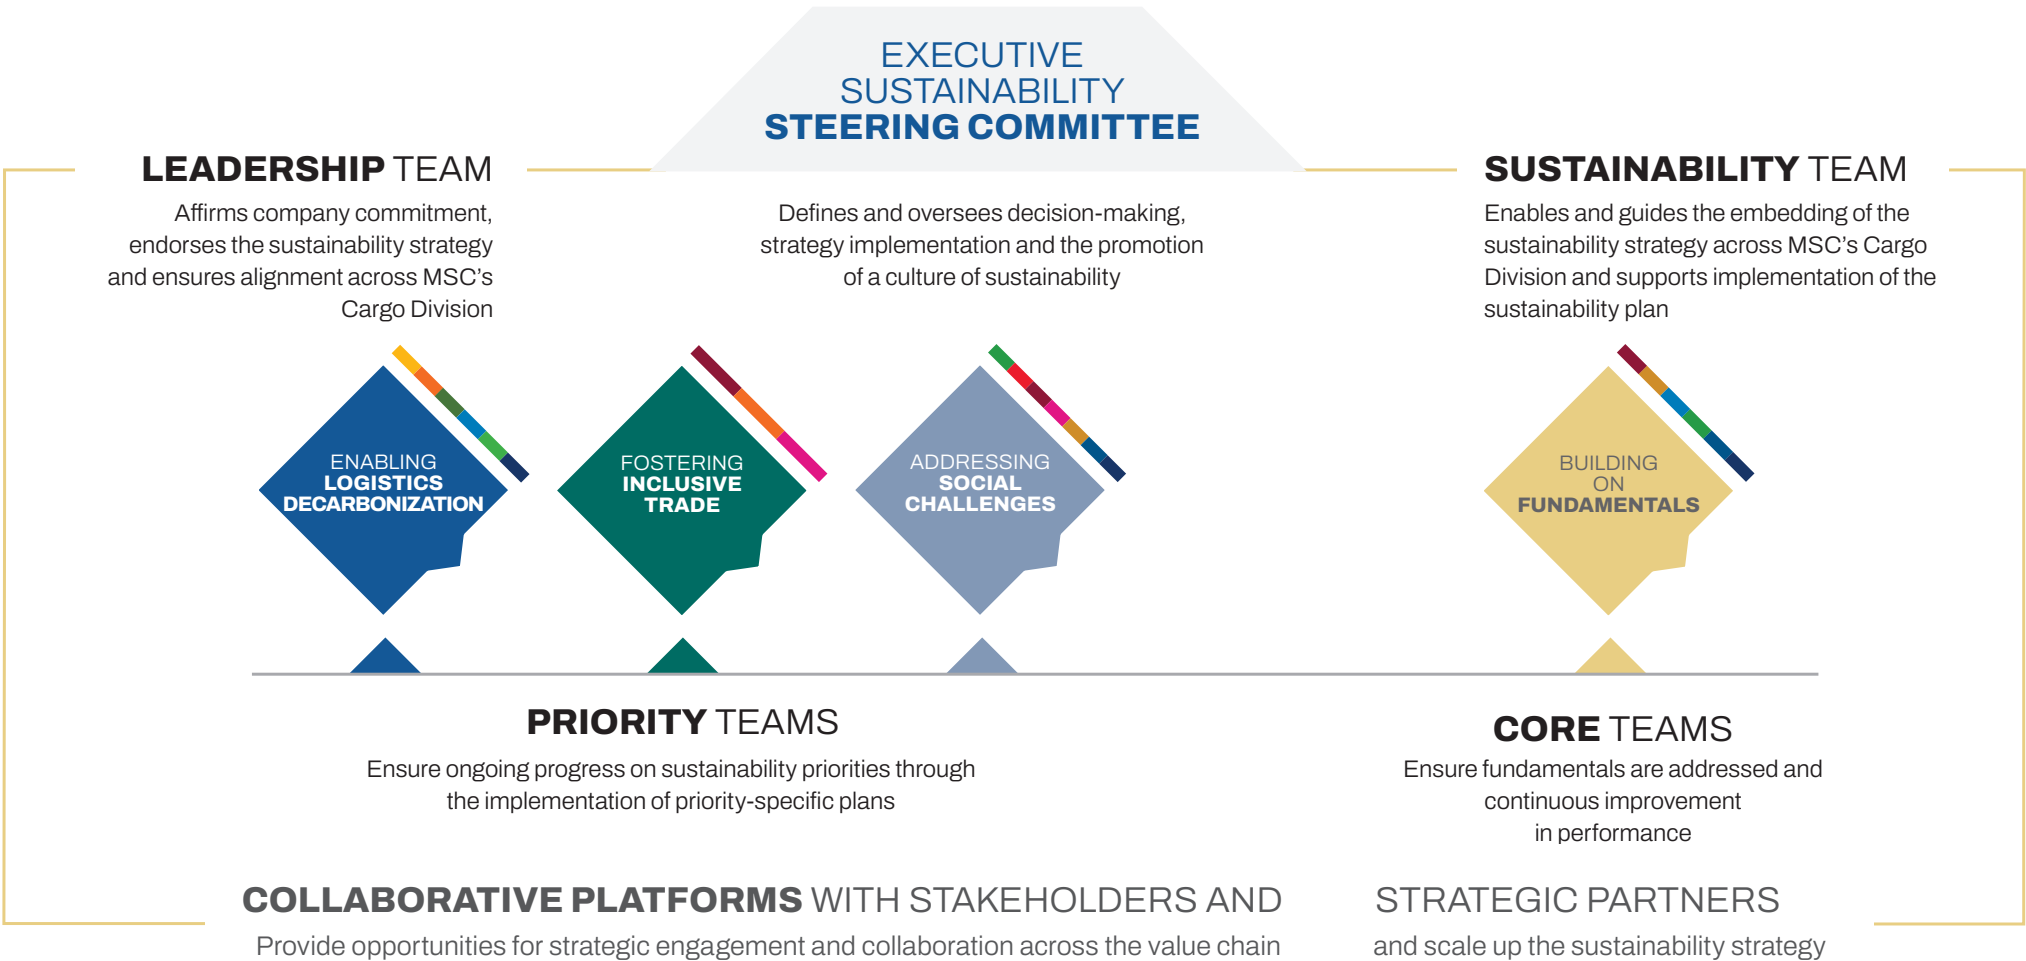 EXECUTIVE
SUSTAINABILITY
STEERING COMMITTEE
LEADERSHIP TEAM
Affirms company commitment,
endorses the sustainability strategy
and ensures alignment across MSC’s
Cargo Division
Defines and oversees decision-making,
strategy implementation and the promotion
of a culture of sustainability
SUSTAINABILITY TEAM
Enables and guides the embedding of the
sustainability strategy across MSC’s Cargo
Division and supports implementation of the
sustainability plan
ENABLING
LOGISTICS
DECARBONIZATION
FOSTERING
INCLUSIVE
TRADE
ADDRESSING
SOCIAL
CHALLENGES
BUILDING
ON
FUNDAMENTALS
PRIORITY TEAMS
Ensure ongoing progress on sustainability priorities through
the implementation of priority-specific plans
CORE TEAMS
Ensure fundamentals are addressed and
continuous improvement
in performance
COLLABORATIVE PLATFORMS WITH STAKEHOLDERS AND STRATEGIC PARTNERS
Provide opportunities for strategic engagement and collaboration across the value chain and scale up the sustainability strategy